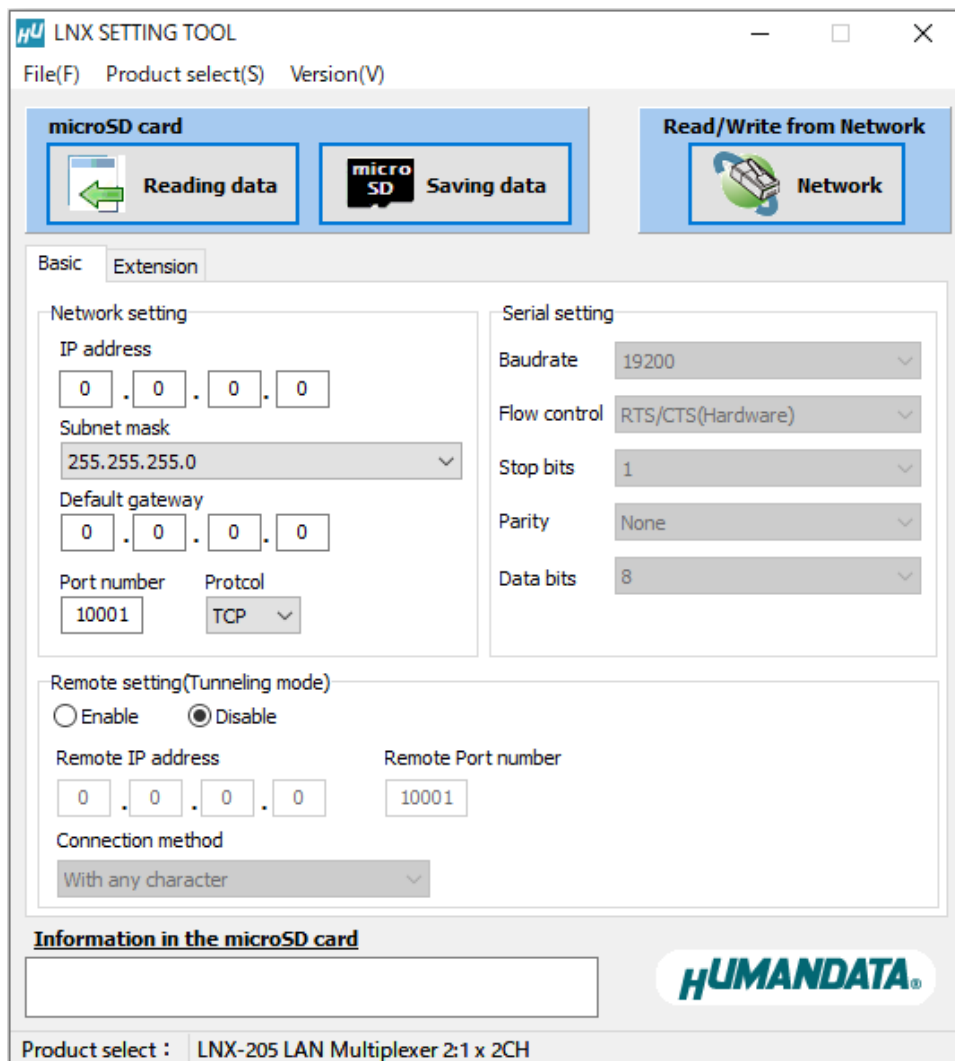 HU LNX SETTING TOOL
File(F) Product select(S) Version(V)
microSD card
Reading data
micro
SD
Saving data
Read/Write from Network
Network
Basic Extension
Network setting
IP address
0 . 0 . 0 . 0
Subnet mask
255.255.255.0
Default gateway
0 . 0 . 0 . 0
Port number Protcol
10001 TCP
Serial setting
Baudrate 19200
Flow control RTS/CTS(Hardware)
Stop bits 1
Parity None
Data bits 8
Remote setting(Tunneling mode)
Enable Disable
Remote IP address Remote Port number
0 . 0 . 0 . 0 10001
Connection method
With any character
Information in the microSD card
HUMANDATA®
Product select : LNX-205 LAN Multiplexer 2:1 x 2CH